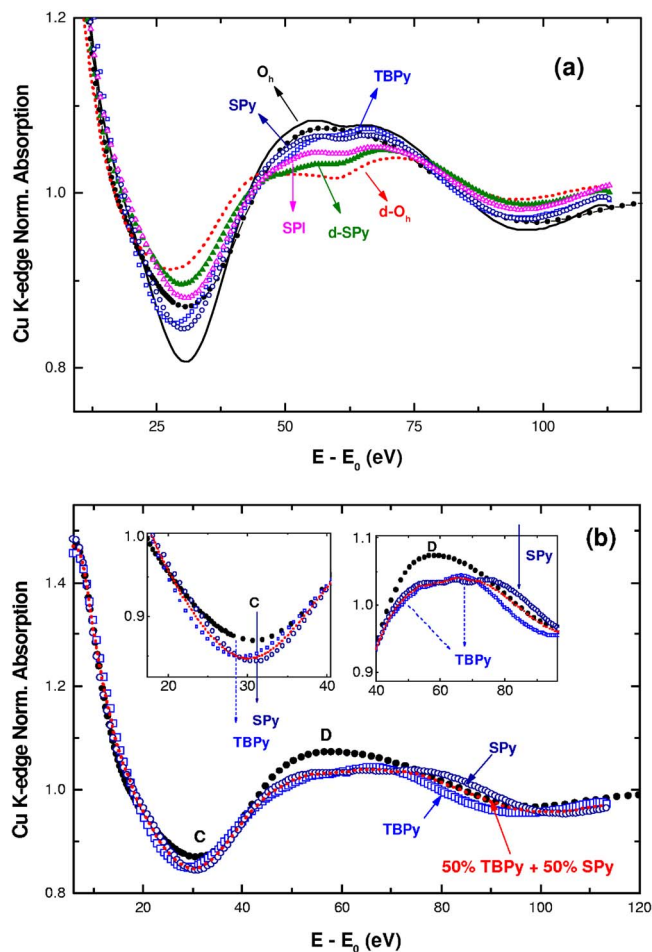 (a)
O_h
TBPy
SPy
SPl
d-SPy
d-O_h
1.2
1.0
0.8
Cu K-edge Norm. Absorption
25 50 75 100
E - E_0 (eV)
(b)
1.0
0.9
C
SPy
TBPy
20 30 40
1.1
1.0
0.9
D
SPy
TBPy
40 60 80
1.4
1.2
1.0
0.8
Cu K-edge Norm. Absorption
C
D
SPy
TBPy
50% TBPy + 50% SPy
20 40 60 80 100 120
E - E_0 (eV)